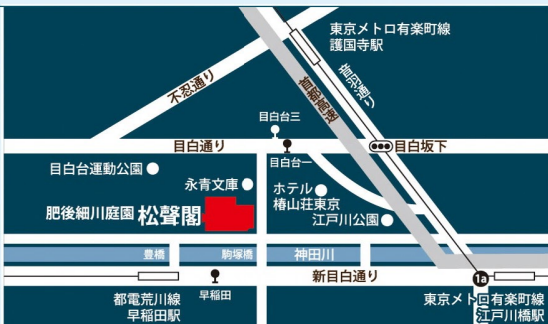 東京メトロ有楽町線
護国寺駅
不忍通り
首都高速
音羽通り
目白台三
目白通り
目白台一
目白坂下
目白台運動公園
永青文庫
ホテル
椿山荘東京
肥後細川庭園 松聲閣
江戸川公園
豊橋
駒塚橋
神田川
新目白通り
1a
早稲田
都電荒川線
早稲田駅
東京メトロ有楽町線
江戸川橋駅